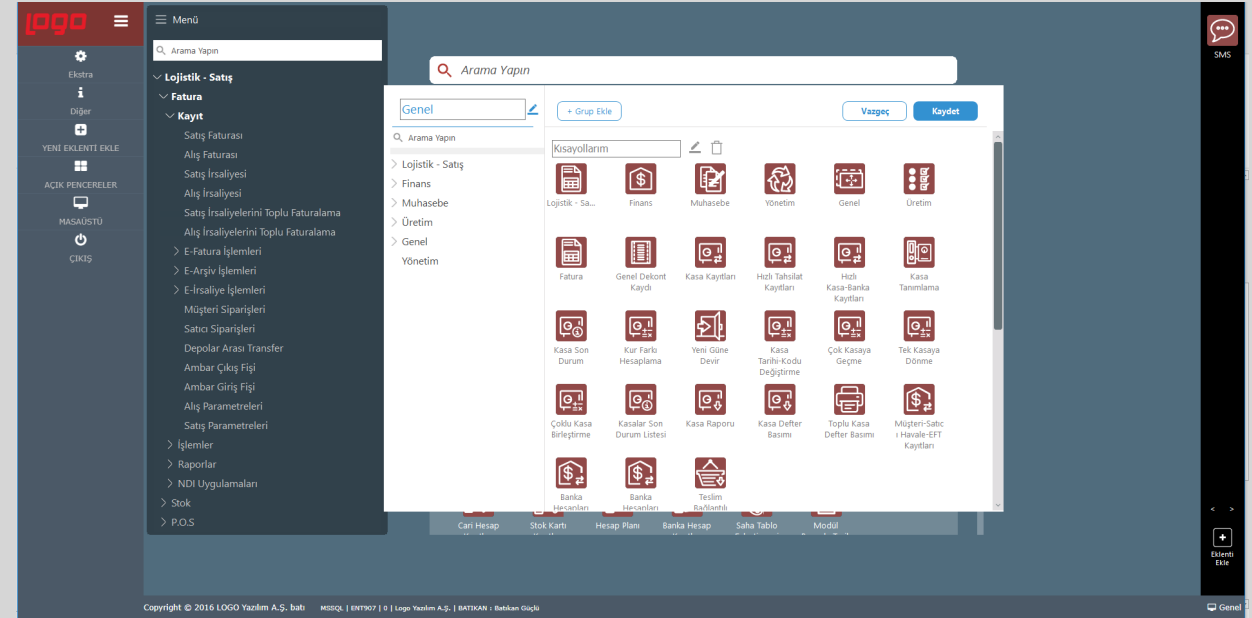 logo
Ekstra
Diğer
YENİ EKLENTİ EKLE
AÇIK PENCERELER
MASAÜSTÜ
ÇIKIŞ
Menü
Arama Yapın
Lojistik - Satış
Fatura
Kayıt
Satış Faturası
Alış Faturası
Satış İrsaliyesi
Alış İrsaliyesi
Satış İrsaliyelerini Toplu Faturalama
Alış İrsaliyelerini Toplu Faturalama
E-Fatura İşlemleri
E-Arşiv İşlemleri
E-İrsaliye İşlemleri
Müşteri Siparişleri
Satıcı Siparişleri
Depolar Arası Transfer
Ambar Çıkış Fişi
Ambar Giriş Fişi
Alış Parametreleri
Satış Parametreleri
İşlemler
Raporlar
NDI Uygulamaları
Stok
P.O.S
Arama Yapın
Genel
Arama Yapın
Lojistik - Satış
Finans
Muhasebe
Üretim
Genel
Yönetim
+ Grup Ekle
Vazgeç
Kaydet
Kısayollarım
Lojistik - Sa...
Finans
Muhasebe
Yönetim
Genel
Üretim
Fatura
Genel Dekont
Kaydı
Kasa Kayıtları
Hızlı Tahsilat
Kayıtları
Hızlı
Kasa-Banka
Kayıtları
Kasa
Tanımlama
Kasa Son
Durum
Kur Farkı
Hesaplama
Yeni Güne
Devir
Kasa
Tarihi-Kodu
Değiştirme
Çok Kasaya
Geçme
Tek Kasaya
Dönme
Çoklu Kasa
Birleştirme
Kasalar Son
Durum Listesi
Kasa Raporu
Kasa Defter
Basımı
Toplu Kasa
Defter Basımı
Müşteri-Satıc
ı Havale-EFT
Kayıtları
Banka
Hesapları
Banka
Hesapları
Teslim
Bağlantılı
Cari Hesap
Stok Kartı
Hesap Planı
Banka Hesap
Saha Tablo
Modül
SMS
< >
Eklenti
Ekle
Copyright © 2016 LOGO Yazılım A.Ş. batı MSSQL | ENT907 | 0 | Logo Yazılım A.Ş. | BATIKAN : Batıkan Güçlü
Genel